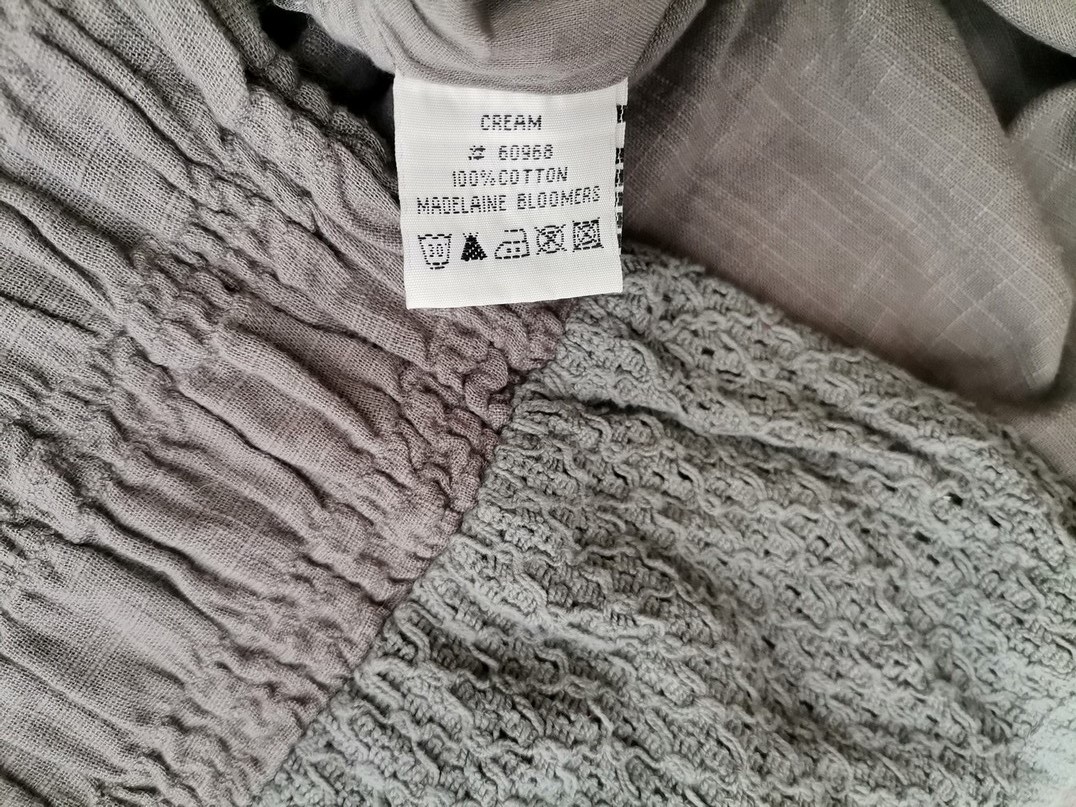 CREAM
# 60968
100%COTTON
MADELAINE BLOOMERS